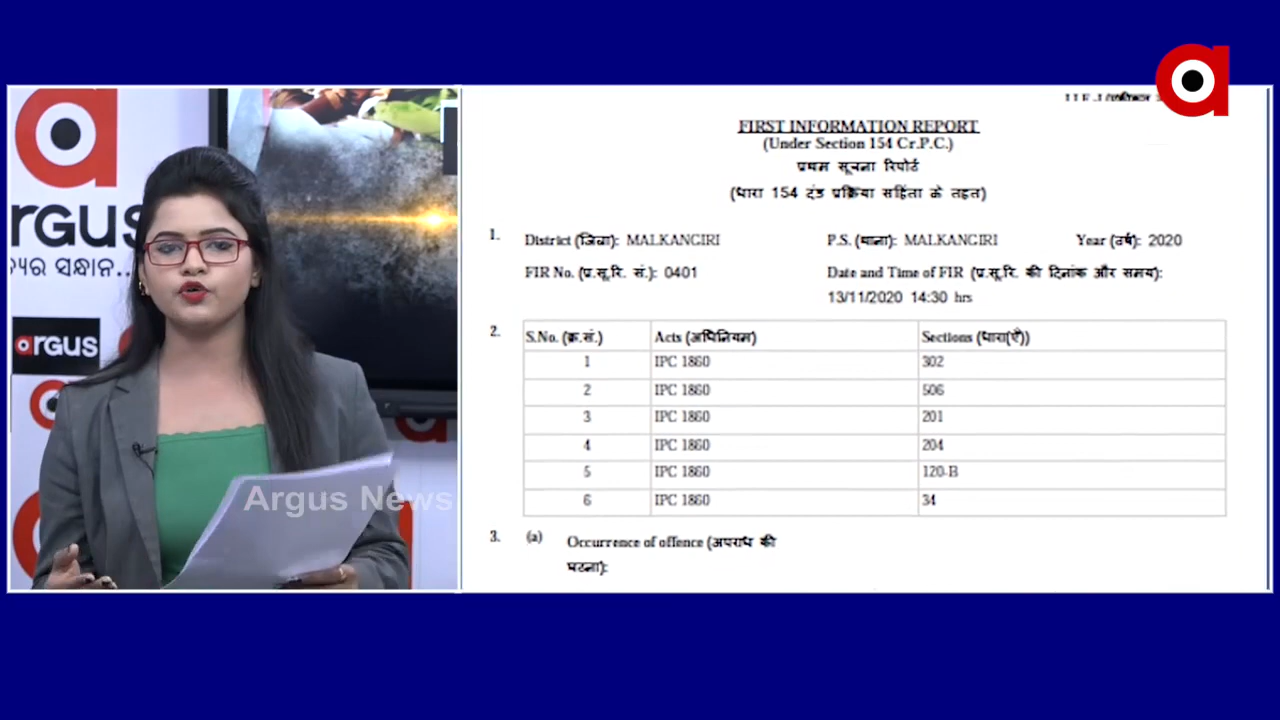 ARGUS
ତ୍ୟର ସନ୍ଧାନ...
ARGUS
Argus News
FIRST INFORMATION REPORT
(Under Section 154 Cr.P.C.)
प्रथम सूचना रिपोर्ट
(धारा 154 दंड प्रक्रिया संहिता के तहत)
1. District (जिला): MALKANGIRI P.S. (थाना): MALKANGIRI Year (वर्ष): 2020
FIR No. (प्र.सू.रि. सं.): 0401 Date and Time of FIR (प्र.सू.रि. की दिनांक और समय):
13/11/2020 14:30 hrs
2. S.No. (क्र.सं.) Acts (अधिनियम) Sections (धारा(एँ))
1 IPC 1860 302
2 IPC 1860 506
3 IPC 1860 201
4 IPC 1860 204
5 IPC 1860 120-B
6 IPC 1860 34
3. (a) Occurrence of offence (अपराध की
घटना):